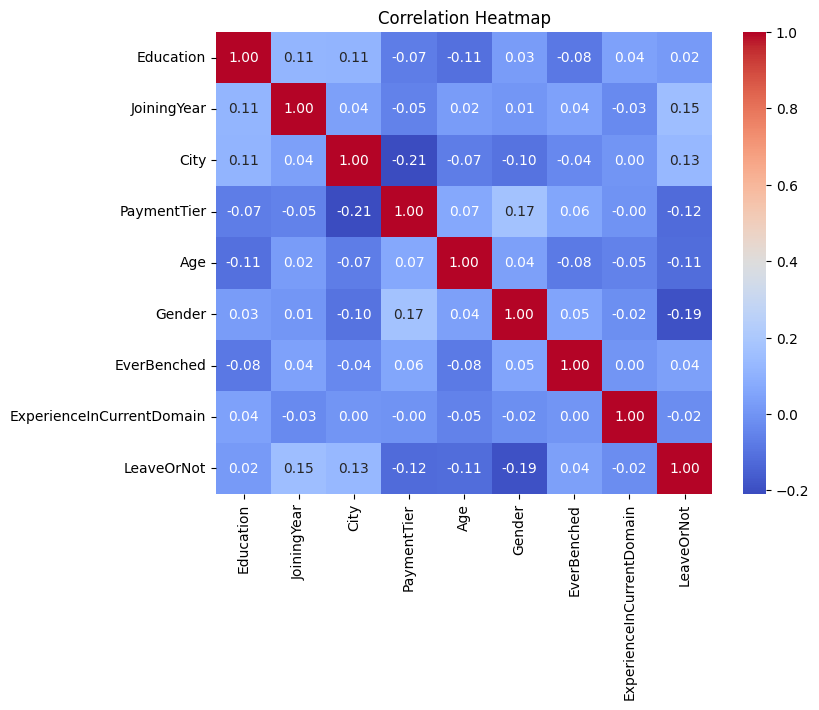 Correlation Heatmap
Education 1.00 0.11 0.11 -0.07 -0.11 0.03 -0.08 0.04 0.02
JoiningYear 0.11 1.00 0.04 -0.05 0.02 0.01 0.04 -0.03 0.15
City 0.11 0.04 1.00 -0.21 -0.07 -0.10 -0.04 0.00 0.13
PaymentTier -0.07 -0.05 -0.21 1.00 0.07 0.17 0.06 -0.00 -0.12
Age -0.11 0.02 -0.07 0.07 1.00 0.04 -0.08 -0.05 -0.11
Gender 0.03 0.01 -0.10 0.17 0.04 1.00 0.05 -0.02 -0.19
EverBenched -0.08 0.04 -0.04 0.06 -0.08 0.05 1.00 0.00 0.04
ExperienceInCurrentDomain 0.04 -0.03 0.00 -0.00 -0.05 -0.02 0.00 1.00 -0.02
LeaveOrNot 0.02 0.15 0.13 -0.12 -0.11 -0.19 0.04 -0.02 1.00
Education
JoiningYear
City
PaymentTier
Age
Gender
EverBenched
ExperienceInCurrentDomain
LeaveOrNot
1.0
0.8
0.6
0.4
0.2
0.0
−0.2